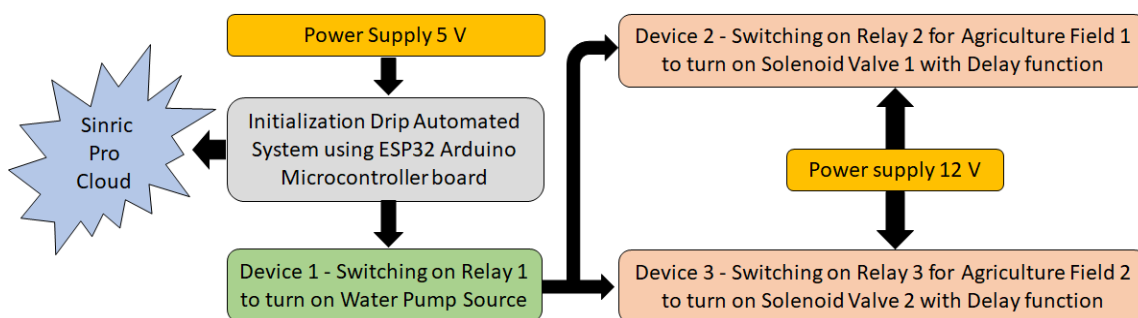 Power Supply 5 V
Sinric
Pro
Cloud
Initialization Drip Automated
System using ESP32 Arduino
Microcontroller board
Device 1 - Switching on Relay 1
to turn on Water Pump Source
Device 2 - Switching on Relay 2 for Agriculture Field 1
to turn on Solenoid Valve 1 with Delay function
Power supply 12 V
Device 3 - Switching on Relay 3 for Agriculture Field 2
to turn on Solenoid Valve 2 with Delay function